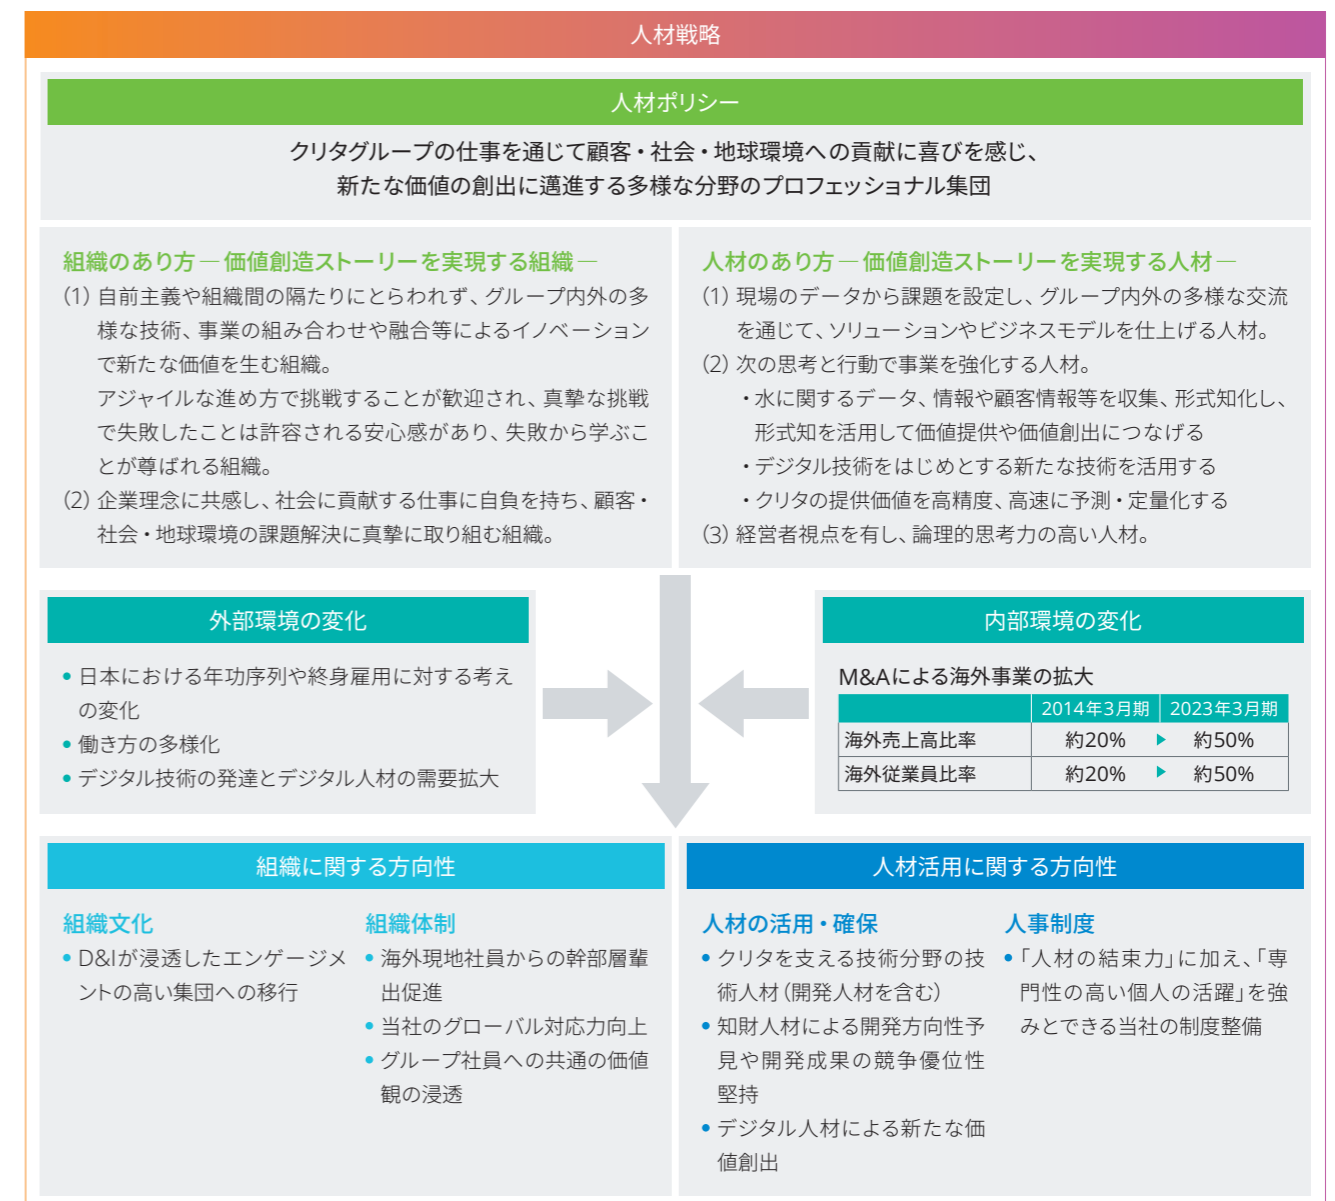 人材戦略
人材ポリシー
クリタグループの仕事を通じて顧客・社会・地球環境への貢献に喜びを感じ、
新たな価値の創出に邁進する多様な分野のプロフェッショナル集団
組織のあり方―価値創造ストーリーを実現する組織―
(1) 自前主義や組織間の隔たりにとらわれず、グループ内外の多
様な技術、事業の組み合わせや融合等によるイノベーション
で新たな価値を生む組織。
アジャイルな進め方で挑戦することが歓迎され、真摯な挑戦
で失敗したことは許容される安心感があり、失敗から学ぶこ
とが尊ばれる組織。
(2) 企業理念に共感し、社会に貢献する仕事に自負を持ち、顧客・
社会・地球環境の課題解決に真摯に取り組む組織。
人材のあり方―価値創造ストーリーを実現する人材―
(1) 現場のデータから課題を設定し、グループ内外の多様な交流
を通じて、ソリューションやビジネスモデルを仕上げる人材。
(2) 次の思考と行動で事業を強化する人材。
・水に関するデータ、情報や顧客情報等を収集、形式知化し、
形式知を活用して価値提供や価値創出につなげる
・デジタル技術をはじめとする新たな技術を活用する
・クリタの提供価値を高精度、高速に予測・定量化する
(3) 経営者視点を有し、論理的思考力の高い人材。
外部環境の変化
• 日本における年功序列や終身雇用に対する考え
の変化
• 働き方の多様化
• デジタル技術の発達とデジタル人材の需要拡大
内部環境の変化
M&Aによる海外事業の拡大
2014年3月期 2023年3月期
海外売上高比率 約20% ▶ 約50%
海外従業員比率 約20% ▶ 約50%
組織に関する方向性
組織文化
• D&Iが浸透したエンゲージメ
ントの高い集団への移行
組織体制
• 海外現地社員からの幹部層輩
出促進
• 当社のグローバル対応力向上
• グループ社員への共通の価値
観の浸透
人材活用に関する方向性
人材の活用・確保
• クリタを支える技術分野の技
術人材(開発人材を含む)
• 知財人材による開発方向性予
見や開発成果の競争優位性
堅持
• デジタル人材による新たな価
値創出
人事制度
• 「人材の結束力」に加え、「専
門性の高い個人の活躍」を強
みとできる当社の制度整備